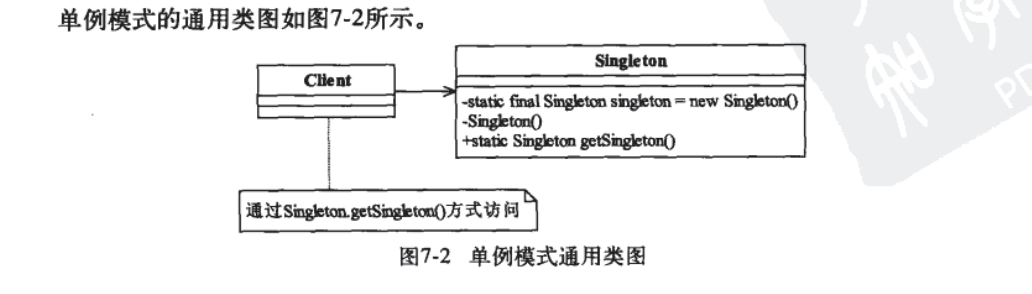 单例模式的通用类图如图7-2所示。
Client
Singleton
-static final Singleton singleton = new Singleton()
-Singleton()
+static Singleton getSingleton()
通过Singleton.getSingleton()方式访问
图7-2 单例模式通用类图